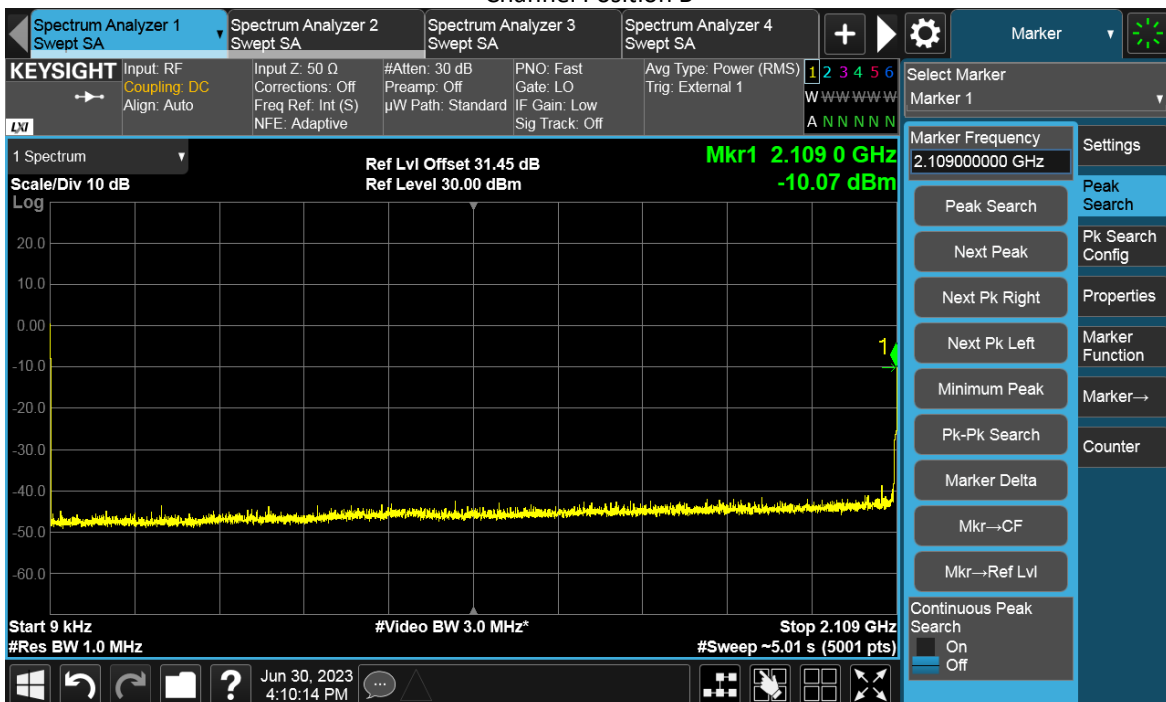 Channel Position B
Spectrum Analyzer 1
Swept SA
Spectrum Analyzer 2
Swept SA
Spectrum Analyzer 3
Swept SA
Spectrum Analyzer 4
Swept SA
Marker
KEYSIGHT
LXI
Input: RF
Coupling: DC
Align: Auto
Input Z: 50 Ω
Corrections: Off
Freq Ref: Int (S)
NFE: Adaptive
#Atten: 30 dB
Preamp: Off
µW Path: Standard
PNO: Fast
Gate: LO
IF Gain: Low
Sig Track: Off
Avg Type: Power (RMS)
Trig: External 1
1 2 3 4 5 6
W W W W W W
A N N N N N
Select Marker
Marker 1
1 Spectrum
Scale/Div 10 dB
Log
Ref Lvl Offset 31.45 dB
Ref Level 30.00 dBm
Mkr1 2.109 0 GHz
-10.07 dBm
20.0
10.0
0.00
-10.0
-20.0
-30.0
-40.0
-50.0
-60.0
1
Start 9 kHz
#Res BW 1.0 MHz
#Video BW 3.0 MHz*
Stop 2.109 GHz
#Sweep ~5.01 s (5001 pts)
Marker Frequency
2.109000000 GHz
Peak Search
Next Peak
Next Pk Right
Next Pk Left
Minimum Peak
Pk-Pk Search
Marker Delta
Mkr→CF
Mkr→Ref Lvl
Continuous Peak
Search
On
Off
Settings
Peak
Search
Pk Search
Config
Properties
Marker
Function
Marker→
Counter
?
Jun 30, 2023
4:10:14 PM